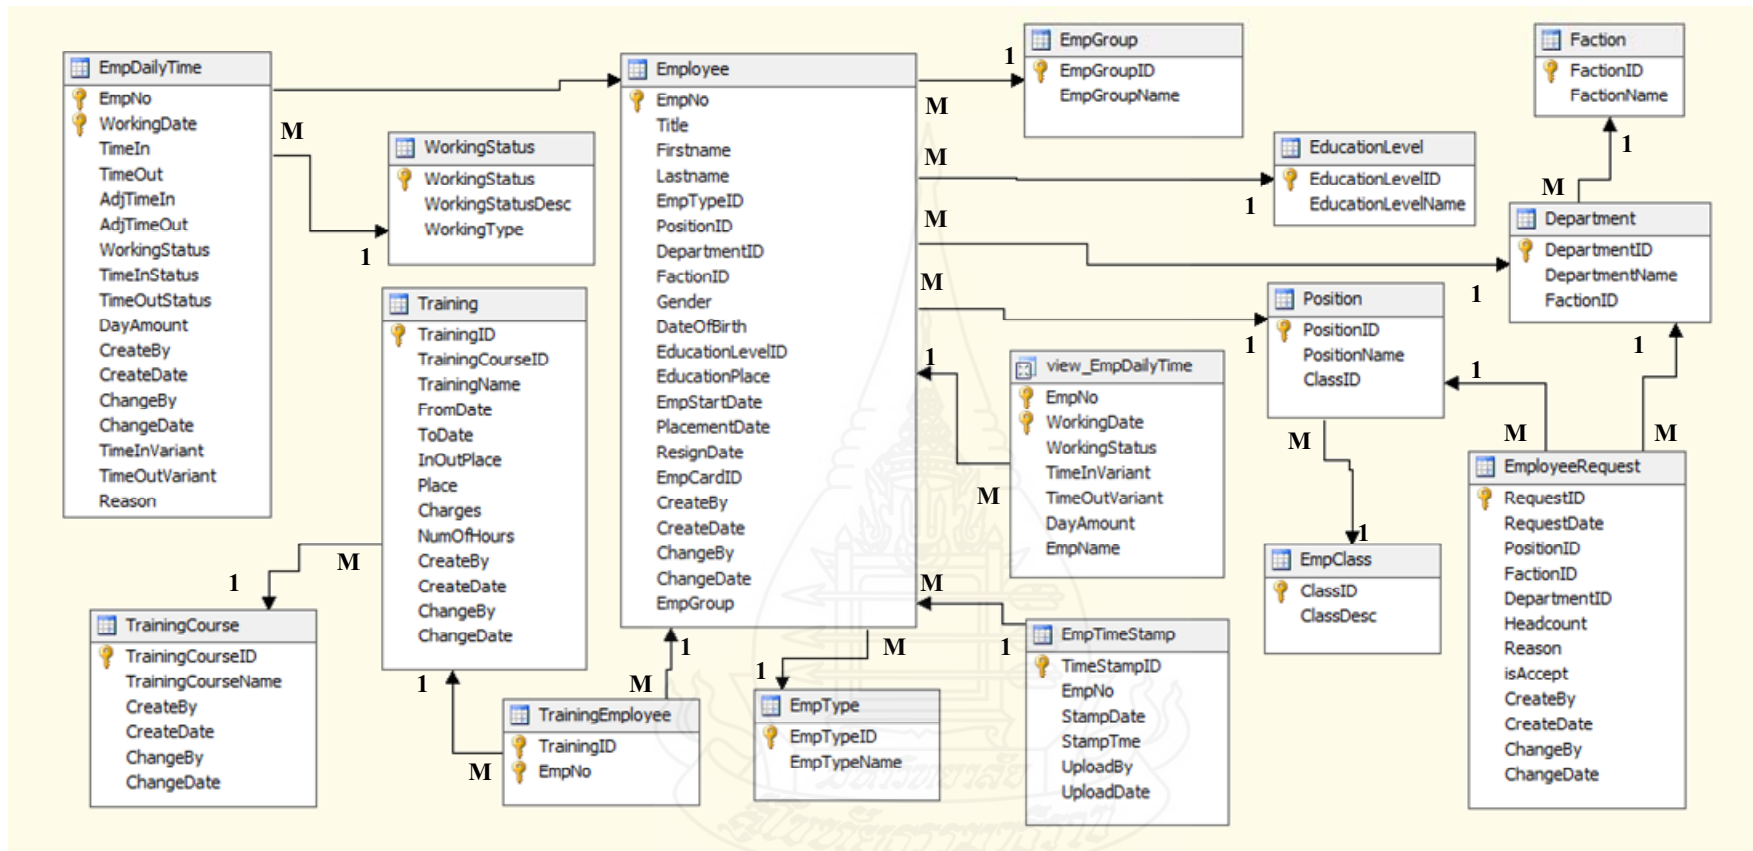 EmpDailyTime
EmpNo
WorkingDate
TimeIn
TimeOut
AdjTimeIn
AdjTimeOut
WorkingStatus
TimeInStatus
TimeOutStatus
DayAmount
CreateBy
CreateDate
ChangeBy
ChangeDate
TimeInVariant
TimeOutVariant
Reason
M
1
WorkingStatus
WorkingStatus
WorkingStatusDesc
WorkingType
Training
TrainingID
TrainingCourseID
TrainingName
FromDate
ToDate
InOutPlace
Place
Charges
NumOfHours
CreateBy
CreateDate
ChangeBy
ChangeDate
M
1
TrainingCourse
TrainingCourseID
TrainingCourseName
CreateBy
CreateDate
ChangeBy
ChangeDate
1
M
TrainingEmployee
TrainingID
EmpNo
M
1
Employee
EmpNo
Title
Firstname
Lastname
EmpTypeID
PositionID
DepartmentID
FactionID
Gender
DateOfBirth
EducationLevelID
EducationPlace
EmpStartDate
PlacementDate
ResignDate
EmpCardID
CreateBy
CreateDate
ChangeBy
ChangeDate
EmpGroup
M
1
EmpType
EmpTypeID
EmpTypeName
1
M
EmpGroup
EmpGroupID
EmpGroupName
M
1
EducationLevel
EducationLevelID
EducationLevelName
M
1
Department
DepartmentID
DepartmentName
FactionID
M
1
Faction
FactionID
FactionName
M
1
Position
PositionID
PositionName
ClassID
1
M
view_EmpDailyTime
EmpNo
WorkingDate
WorkingStatus
TimeInVariant
TimeOutVariant
DayAmount
EmpName
M
1
EmpTimeStamp
TimeStampID
EmpNo
StampDate
StampTme
UploadBy
UploadDate
M
1
EmpClass
ClassID
ClassDesc
1
M
1
M
EmployeeRequest
RequestID
RequestDate
PositionID
FactionID
DepartmentID
Headcount
Reason
isAccept
CreateBy
CreateDate
ChangeBy
ChangeDate